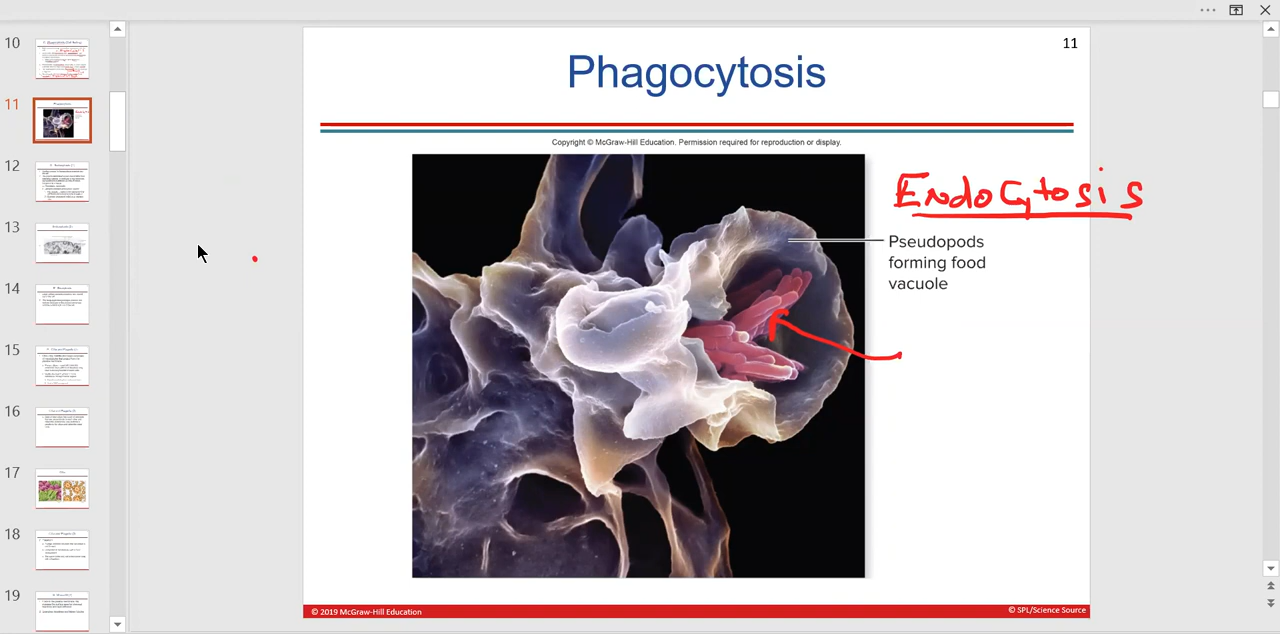 11
Phagocytosis
Copyright © McGraw-Hill Education. Permission required for reproduction or display.
EndoCytosis
Pseudopods
forming food
vacuole
© 2019 McGraw-Hill Education
© SPL/Science Source
10
11
12
13
14
15
16
17
18
19